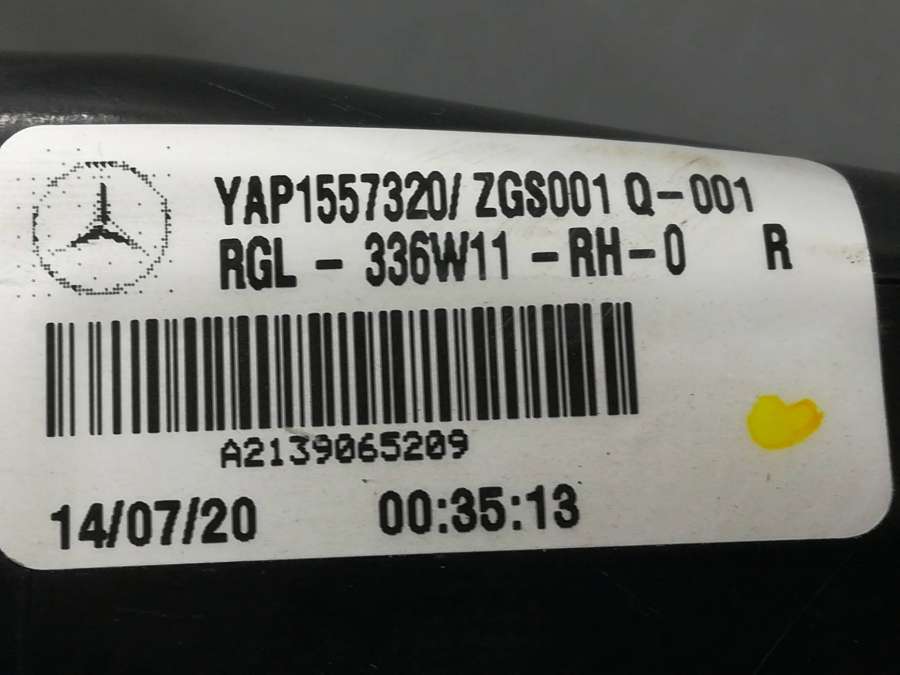 YAP1557320/ ZGS001 Q-001
RGL - 336W11 -RH-0 R
A2139065209
14/07/20 00:35:13